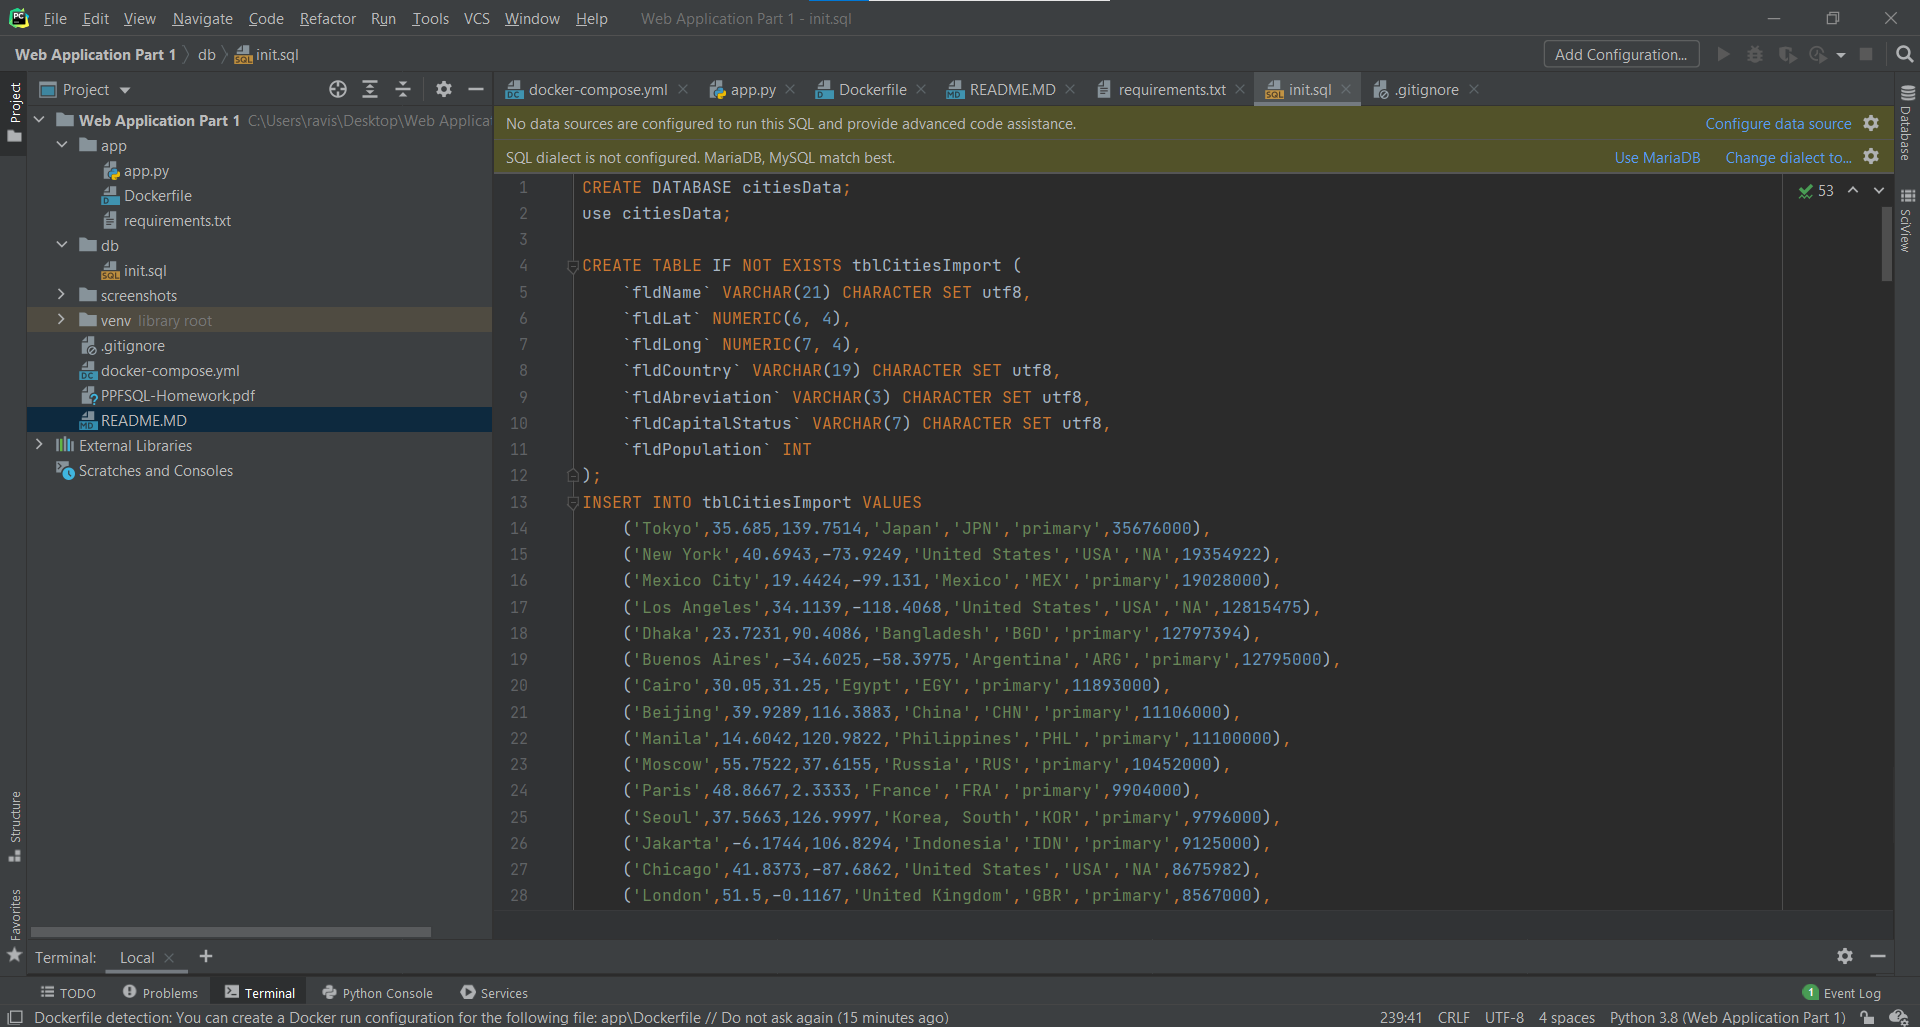 File Edit View Navigate Code Refactor Run Tools VCS Window Help Web Application Part 1 - init.sql
Web Application Part 1 db init.sql Add Configuration...
Project
Project
docker-compose.yml app.py Dockerfile README.MD requirements.txt init.sql .gitignore
Web Application Part 1 C:\Users\ravis\Desktop\Web Applica
app
app.py
Dockerfile
requirements.txt
db
init.sql
screenshots
venv library root
.gitignore
docker-compose.yml
PPFSQL-Homework.pdf
README.MD
External Libraries
Scratches and Consoles
No data sources are configured to run this SQL and provide advanced code assistance. Configure data source
SQL dialect is not configured. MariaDB, MySQL match best. Use MariaDB Change dialect to...
53
1 CREATE DATABASE citiesData;
2 use citiesData;
3
4 CREATE TABLE IF NOT EXISTS tblCitiesImport (
5 `fldName` VARCHAR(21) CHARACTER SET utf8,
6 `fldLat` NUMERIC(6, 4),
7 `fldLong` NUMERIC(7, 4),
8 `fldCountry` VARCHAR(19) CHARACTER SET utf8,
9 `fldAbreviation` VARCHAR(3) CHARACTER SET utf8,
10 `fldCapitalStatus` VARCHAR(7) CHARACTER SET utf8,
11 `fldPopulation` INT
12 );
13 INSERT INTO tblCitiesImport VALUES
14 ('Tokyo',35.685,139.7514,'Japan','JPN','primary',35676000),
15 ('New York',40.6943,-73.9249,'United States','USA','NA',19354922),
16 ('Mexico City',19.4424,-99.131,'Mexico','MEX','primary',19028000),
17 ('Los Angeles',34.1139,-118.4068,'United States','USA','NA',12815475),
18 ('Dhaka',23.7231,90.4086,'Bangladesh','BGD','primary',12797394),
19 ('Buenos Aires',-34.6025,-58.3975,'Argentina','ARG','primary',12795000),
20 ('Cairo',30.05,31.25,'Egypt','EGY','primary',11893000),
21 ('Beijing',39.9289,116.3883,'China','CHN','primary',11106000),
22 ('Manila',14.6042,120.9822,'Philippines','PHL','primary',11100000),
23 ('Moscow',55.7522,37.6155,'Russia','RUS','primary',10452000),
24 ('Paris',48.8667,2.3333,'France','FRA','primary',9904000),
25 ('Seoul',37.5663,126.9997,'Korea, South','KOR','primary',9796000),
26 ('Jakarta',-6.1744,106.8294,'Indonesia','IDN','primary',9125000),
27 ('Chicago',41.8373,-87.6862,'United States','USA','NA',8675982),
28 ('London',51.5,-0.1167,'United Kingdom','GBR','primary',8567000),
Database
SciView
Structure
Favorites
Terminal: Local
TODO Problems Terminal Python Console Services 1 Event Log
Dockerfile detection: You can create a Docker run configuration for the following file: app\Dockerfile // Do not ask again (15 minutes ago) 239:41 CRLF UTF-8 4 spaces Python 3.8 (Web Application Part 1)